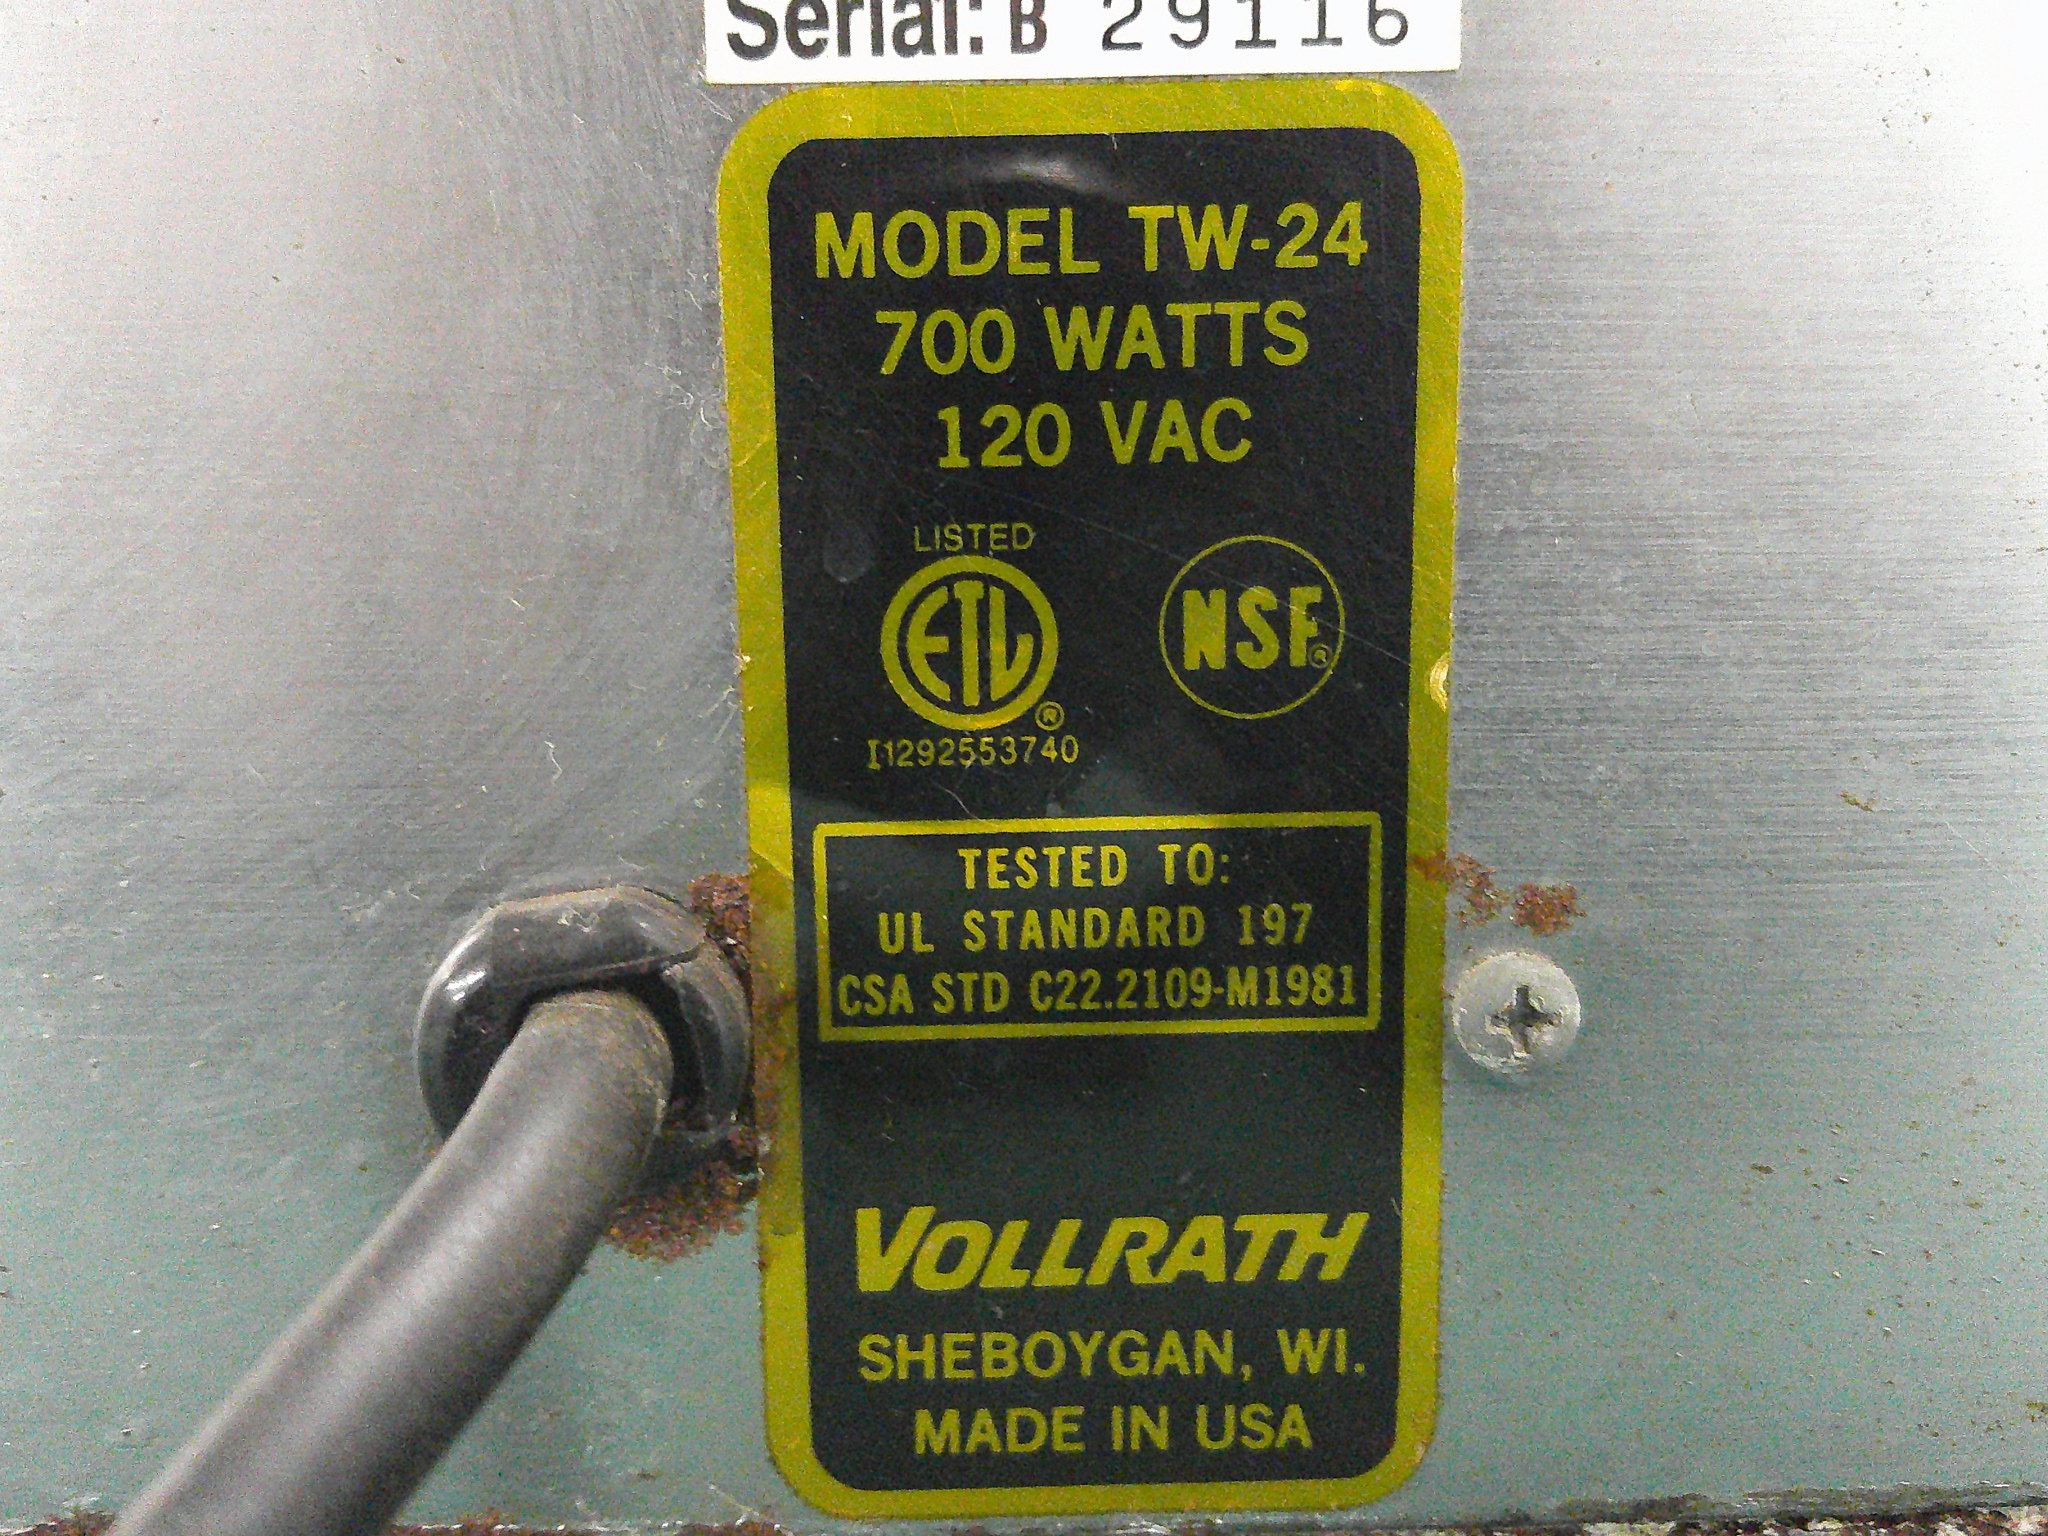 Serial: B 29116
MODEL TW-24
700 WATTS
120 VAC
LISTED
ETL®
I1292553740
NSF®
TESTED TO:
UL STANDARD 197
CSA STD C22.2109-M1981
VOLLRATH
SHEBOYGAN, WI.
MADE IN USA